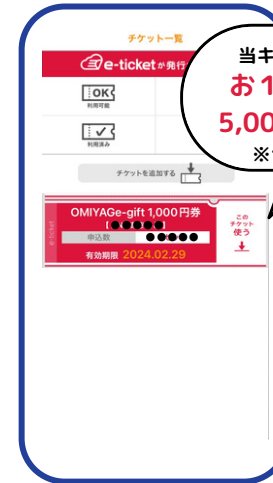 チケット一覧
e-ticketが発行
OK
利用可能
利用済み
チケットを追加する
当キ
お1
5,00
※
e-ticket
OMIYAGe-gift 1,000円券
申込数
有効期限 2024.02.29
この
チケット
使う